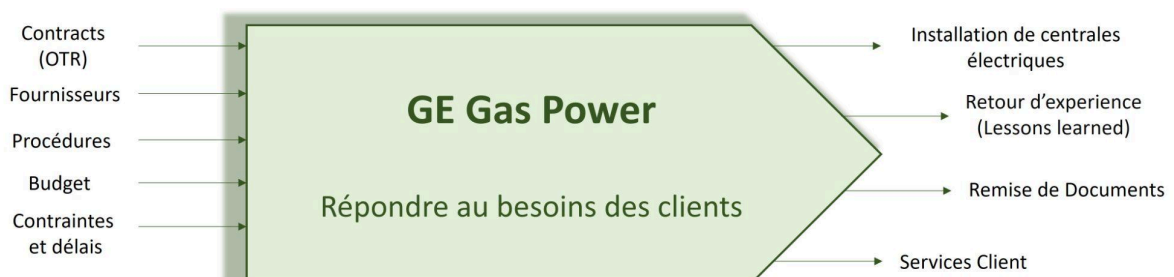 Contracts
(OTR)
Fournisseurs
Procédures
Budget
Contraintes
et délais
GE Gas Power
Répondre au besoins des clients
Installation de centrales
électriques
Retour d'experience
(Lessons learned)
Remise de Documents
Services Client